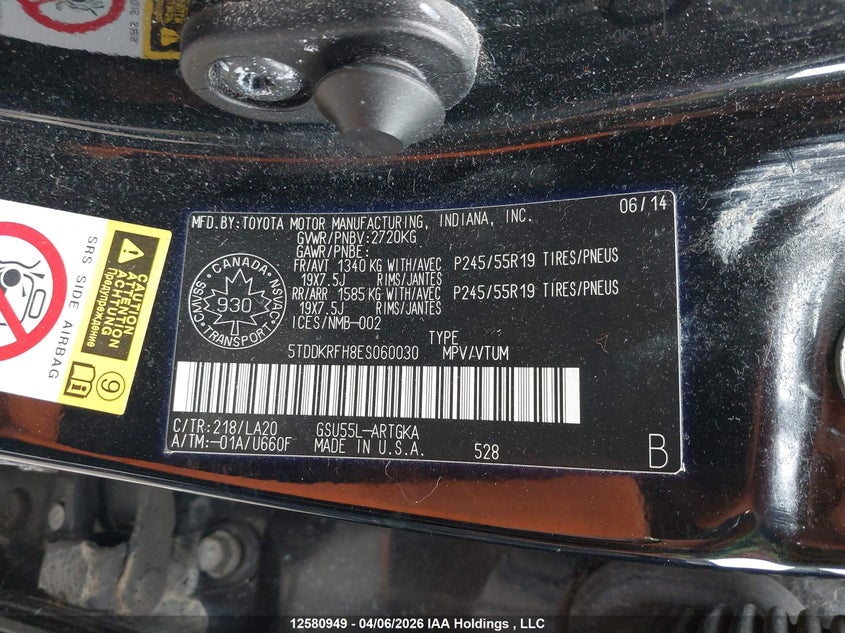 MFD.BY:TOYOTA MOTOR MANUFACTURING, INDIANA, INC. 06/14
GVWR/PNBV:2720KG
GAWR/PNBE:
FR/AVT 1340 KG WITH/AVEC P245/55R19 TIRES/PNEUS
19X7.5J RIMS/JANTES
RR/ARR 1585 KG WITH/AVEC P245/55R19 TIRES/PNEUS
19X7.5J RIMS/JANTES
ICES/NMB-002
TYPE
5TDDKRFH8ES060030 MPV/VTUM
CANADA
CMVSS NSVAC
930
TRANSPORT
C/TR:218/LA20 GSU55L-ARTGKA
A/TM:-01A/U660F MADE IN U.S.A. 528 B
SRS SIDE AIRBAG
CAUTION
ATTENTION
ACHTUNG
Предупреждение
9
12580949 - 04/06/2026 IAA Holdings , LLC